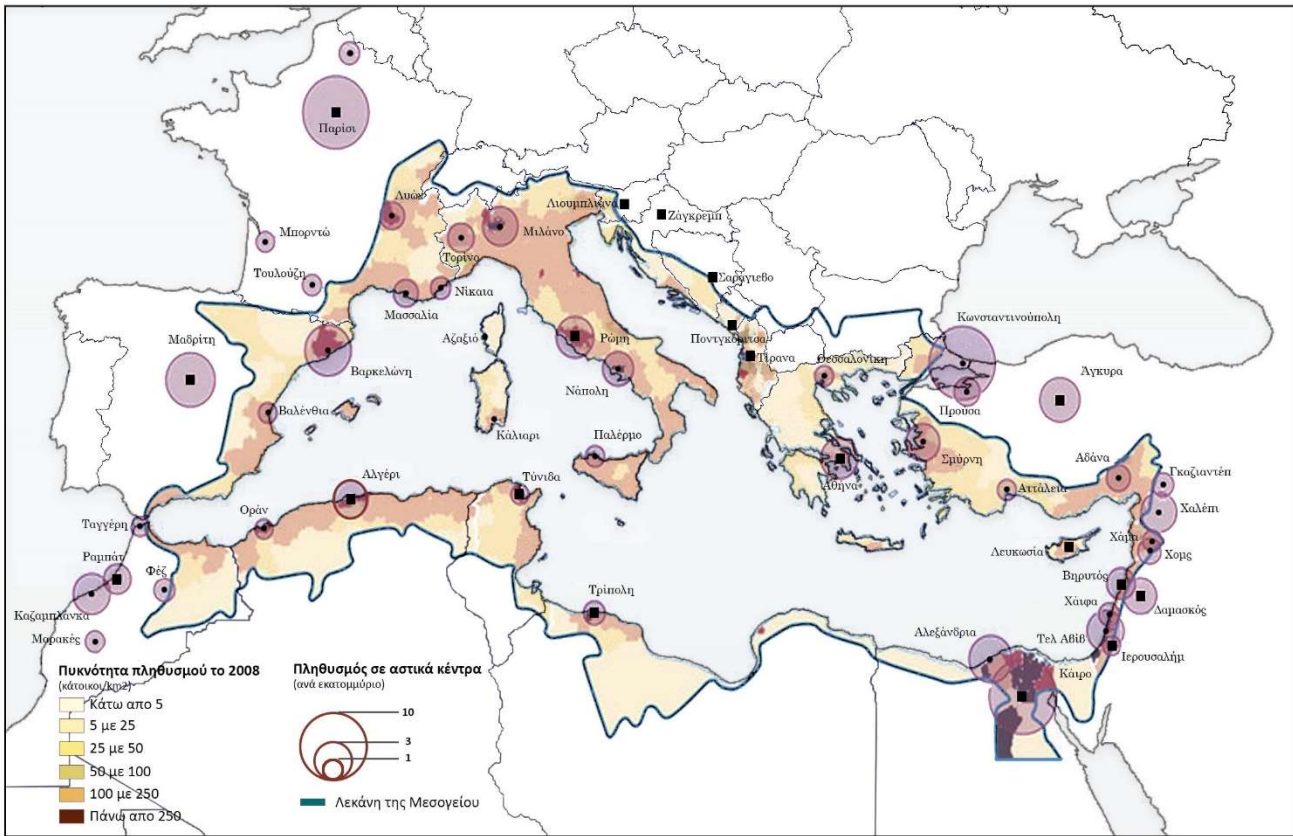 Παρίσι
Λυών
Λιουμπλιάνα
Ζάγκρεμπ
Μπορντώ
Μιλάνο
Τορίνο
Τουλούζη
Νίκαια
Σαράγιεβο
Μασσαλία
Κωνσταντινούπολη
Μαδρίτη
Αζαξιό
Ρώμη
Ποντγκόριτσα
Τίρανα
Θεσσαλονίκη
Άγκυρα
Βαρκελώνη
Νάπολη
Προύσα
Βαλένθια
Κάλιαρι
Παλέρμο
Σμύρνη
Αδάνα
Γκαζιαντέπ
Αλγέρι
Τύνιδα
Αθήνα
Αττάλεια
Χαλέπι
Οράν
Ταγγέρη
Χάμα
Λευκωσία
Χομς
Ραμπάτ
Φέζ
Βηρυτός
Τρίπολη
Δαμασκός
Καζαμπλάνκα
Χάιφα
Μαρακές
Αλεξάνδρια
Τελ Αβίβ
Ιερουσαλήμ
Κάιρο
Πυκνότητα πληθυσμού το 2008
(κάτοικοι/km2)
Κάτω απο 5
5 με 25
25 με 50
50 με 100
100 με 250
Πάνω απο 250
Πληθυσμός σε αστικά κέντρα
(ανά εκατομμύριο)
10
3
1
Λεκάνη της Μεσογείου